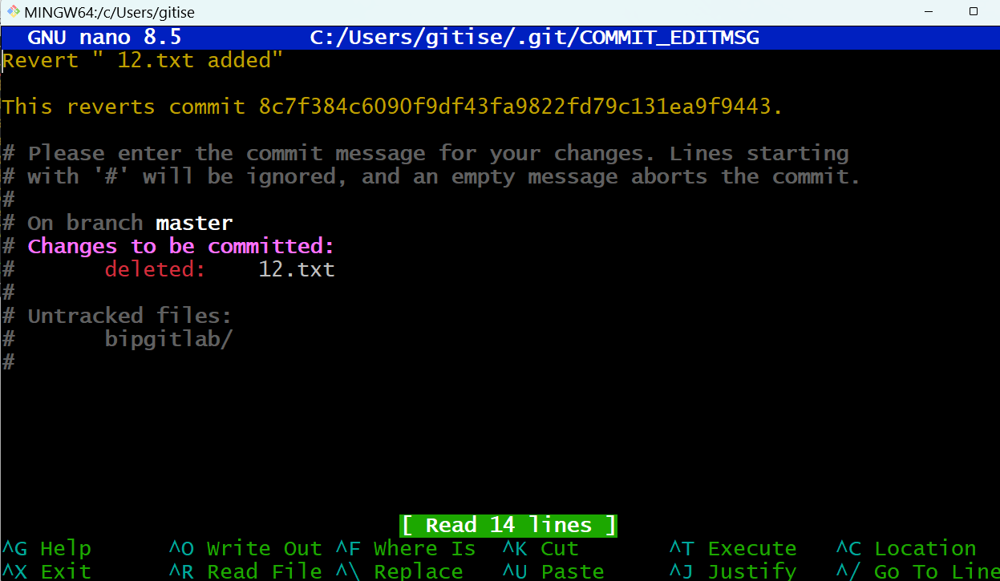 MINGW64:/c/Users/gitise
GNU nano 8.5 C:/Users/gitise/.git/COMMIT_EDITMSG
Revert " 12.txt added"
This reverts commit 8c7f384c6090f9df43fa9822fd79c131ea9f9443.
# Please enter the commit message for your changes. Lines starting
# with '#' will be ignored, and an empty message aborts the commit.
#
# On branch master
# Changes to be committed:
# deleted: 12.txt
#
# Untracked files:
# bipgitlab/
#
[ Read 14 lines ]
^G Help ^O Write Out ^F Where Is ^K Cut ^T Execute ^C Location
^X Exit ^R Read File ^\ Replace ^U Paste ^J Justify ^/ Go To Line